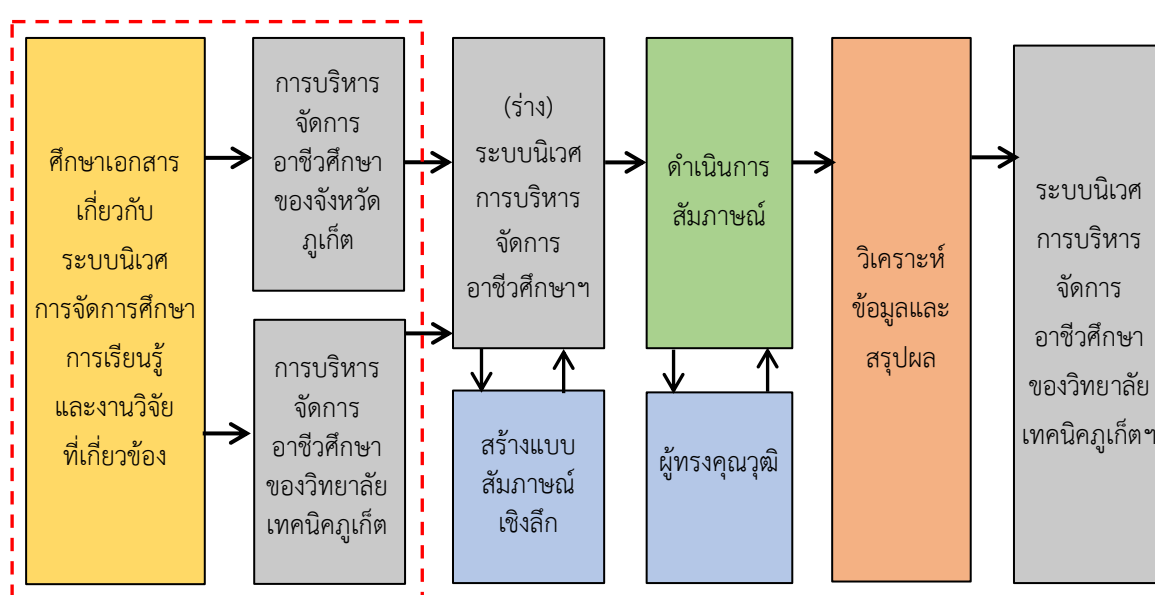 ศึกษาเอกสาร
เกี่ยวกับ
ระบบนิเวศ
การจัดการศึกษา
การเรียนรู้
และงานวิจัย
ที่เกี่ยวข้อง
การบริหาร
จัดการ
อาชีวศึกษา
ของจังหวัด
ภูเก็ต
การบริหาร
จัดการ
อาชีวศึกษา
ของวิทยาลัย
เทคนิคภูเก็ต
(ร่าง)
ระบบนิเวศ
การบริหาร
จัดการ
อาชีวศึกษาฯ
สร้างแบบ
สัมภาษณ์
เชิงลึก
ดำเนินการ
สัมภาษณ์
ผู้ทรงคุณวุฒิ
วิเคราะห์
ข้อมูลและ
สรุปผล
ระบบนิเวศ
การบริหาร
จัดการ
อาชีวศึกษา
ของวิทยาลัย
เทคนิคภูเก็ตฯ